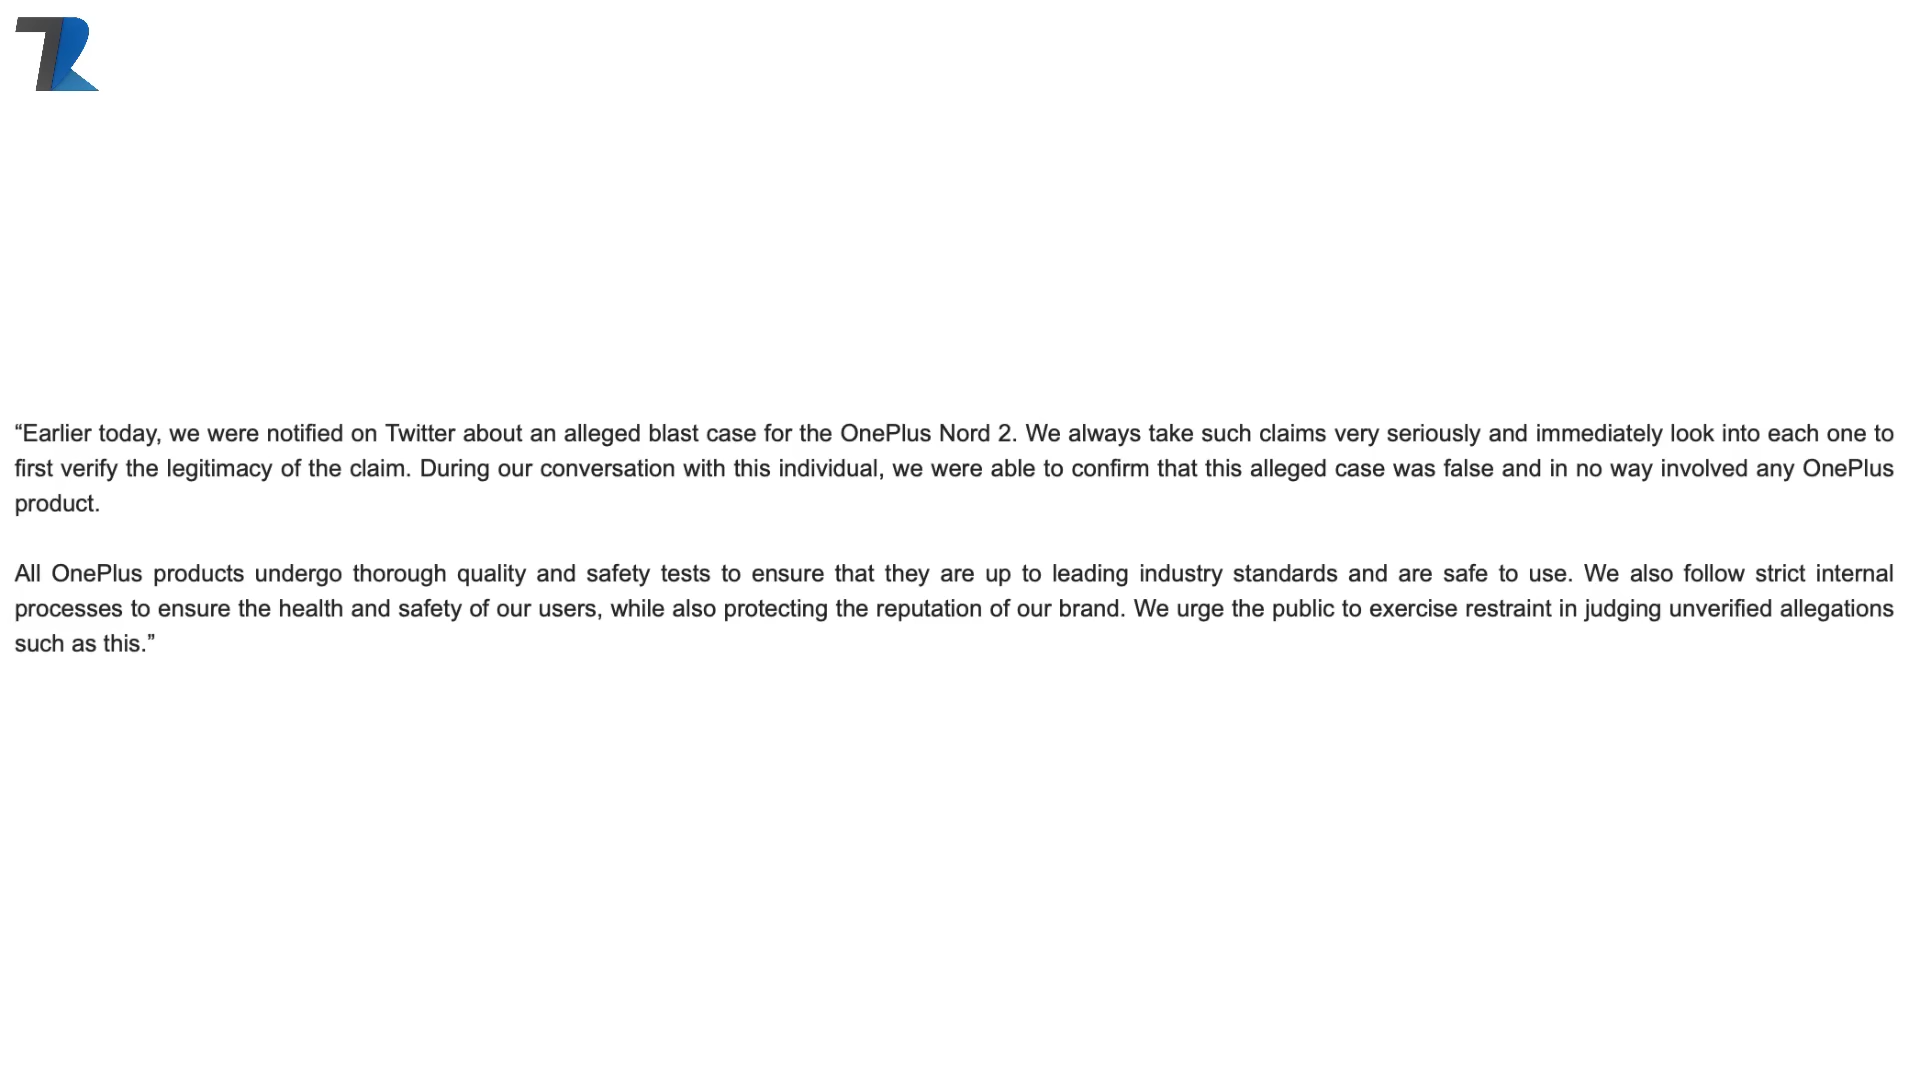 “Earlier today, we were notified on Twitter about an alleged blast case for the OnePlus Nord 2. We always take such claims very seriously and immediately look into each one to
first verify the legitimacy of the claim. During our conversation with this individual, we were able to confirm that this alleged case was false and in no way involved any OnePlus
product.
All OnePlus products undergo thorough quality and safety tests to ensure that they are up to leading industry standards and are safe to use. We also follow strict internal
processes to ensure the health and safety of our users, while also protecting the reputation of our brand. We urge the public to exercise restraint in judging unverified allegations
such as this.”